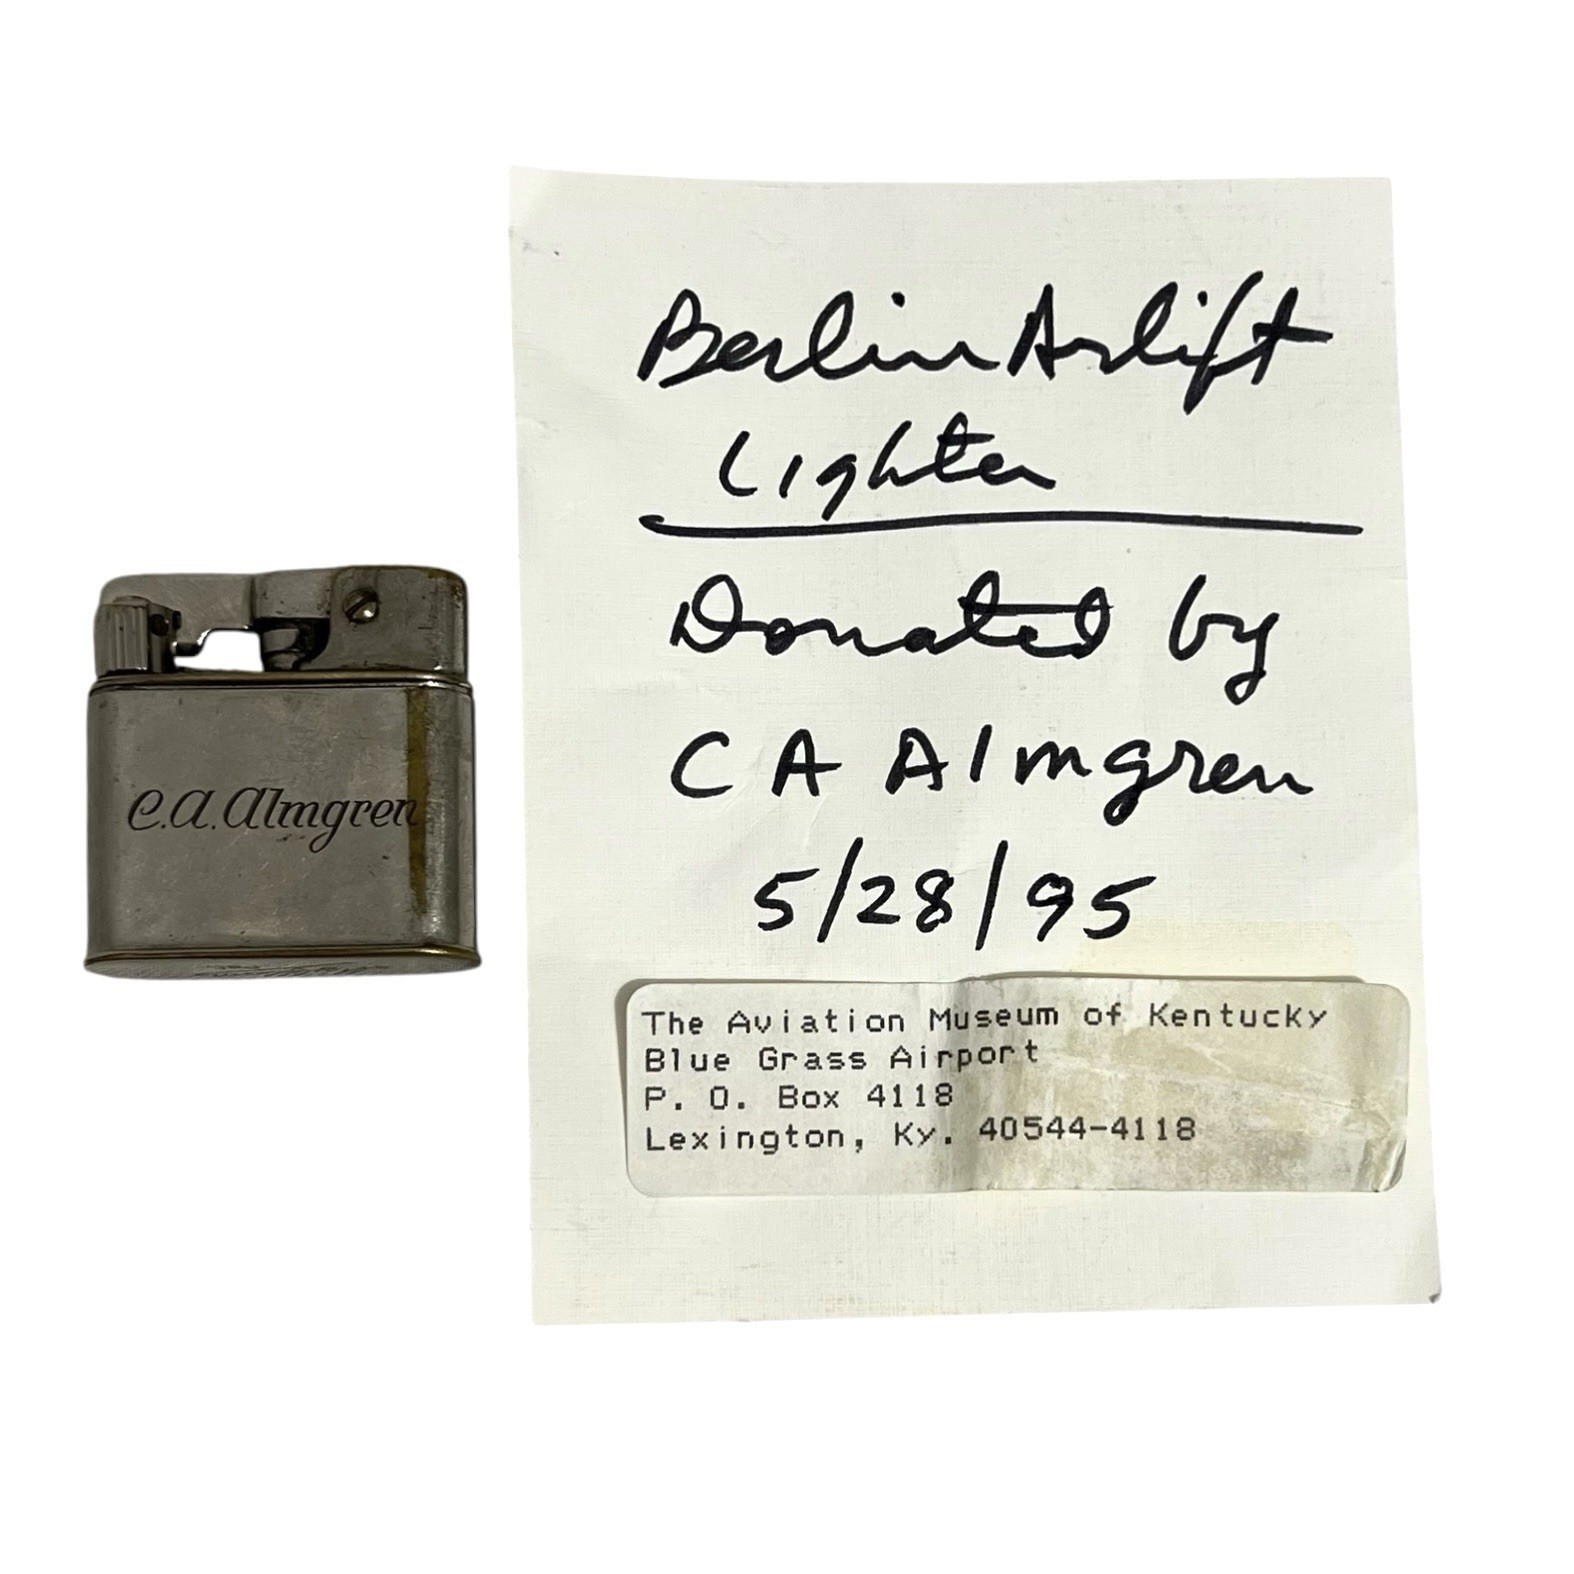 C.A. Almgren
Berlin Airlift
Lighter
Donated by
C A Almgren
5/28/95
The Aviation Museum of Kentucky
Blue Grass Airport
P. O. Box 4118
Lexington, Ky. 40544-4118